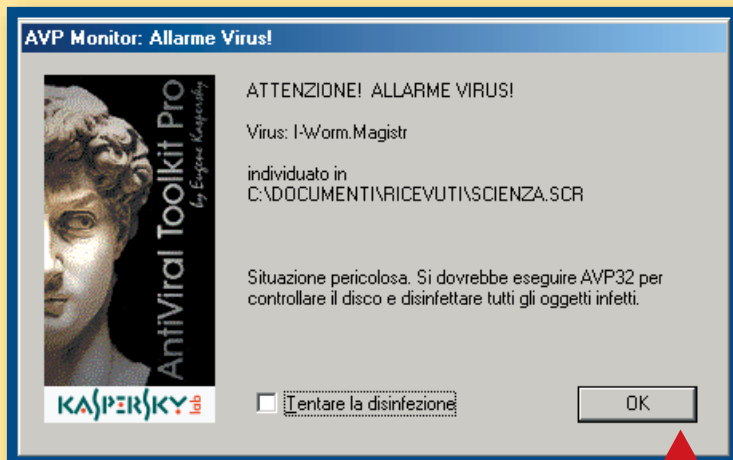 AVP Monitor: Allarme Virus!
AntiViral Toolkit Pro
by Eugene Kaspersky
KASPERSKY lab
ATTENZIONE! ALLARME VIRUS!
Virus: I-Worm.Magistr
individuato in
C:\DOCUMENTI\RICEVUTI\SCIENZA.SCR
Situazione pericolosa. Si dovrebbe eseguire AVP32 per
controllare il disco e disinfettare tutti gli oggetti infetti.
Tentare la disinfezione
OK